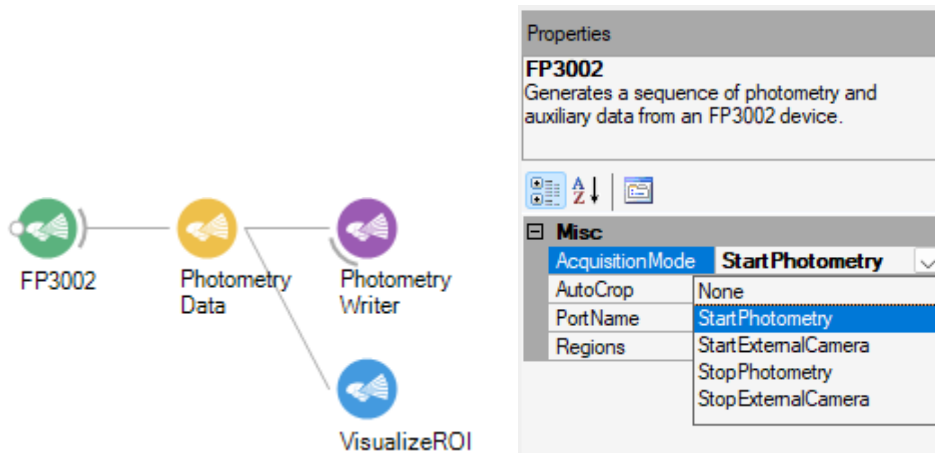 FP3002
Photometry
Data
Photometry
Writer
VisualizeROI
Properties
FP3002
Generates a sequence of photometry and
auxiliary data from an FP3002 device.
A
Z
Misc
AcquisitionMode StartPhotometry
AutoCrop
PortName
Regions
None
StartPhotometry
StartExternalCamera
StopPhotometry
StopExternalCamera